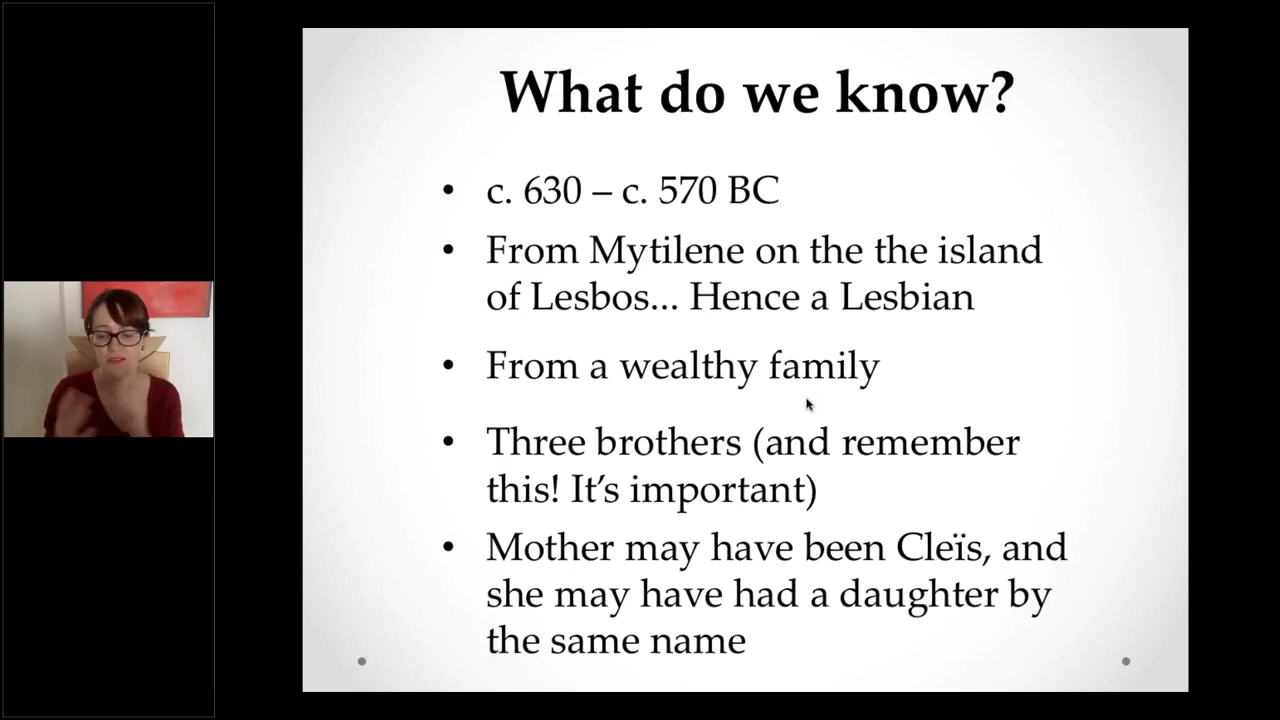 What do we know?
• c. 630 – c. 570 BC
• From Mytilene on the the island
of Lesbos... Hence a Lesbian
• From a wealthy family
• Three brothers (and remember
this! It’s important)
• Mother may have been Cleïs, and
she may have had a daughter by
the same name